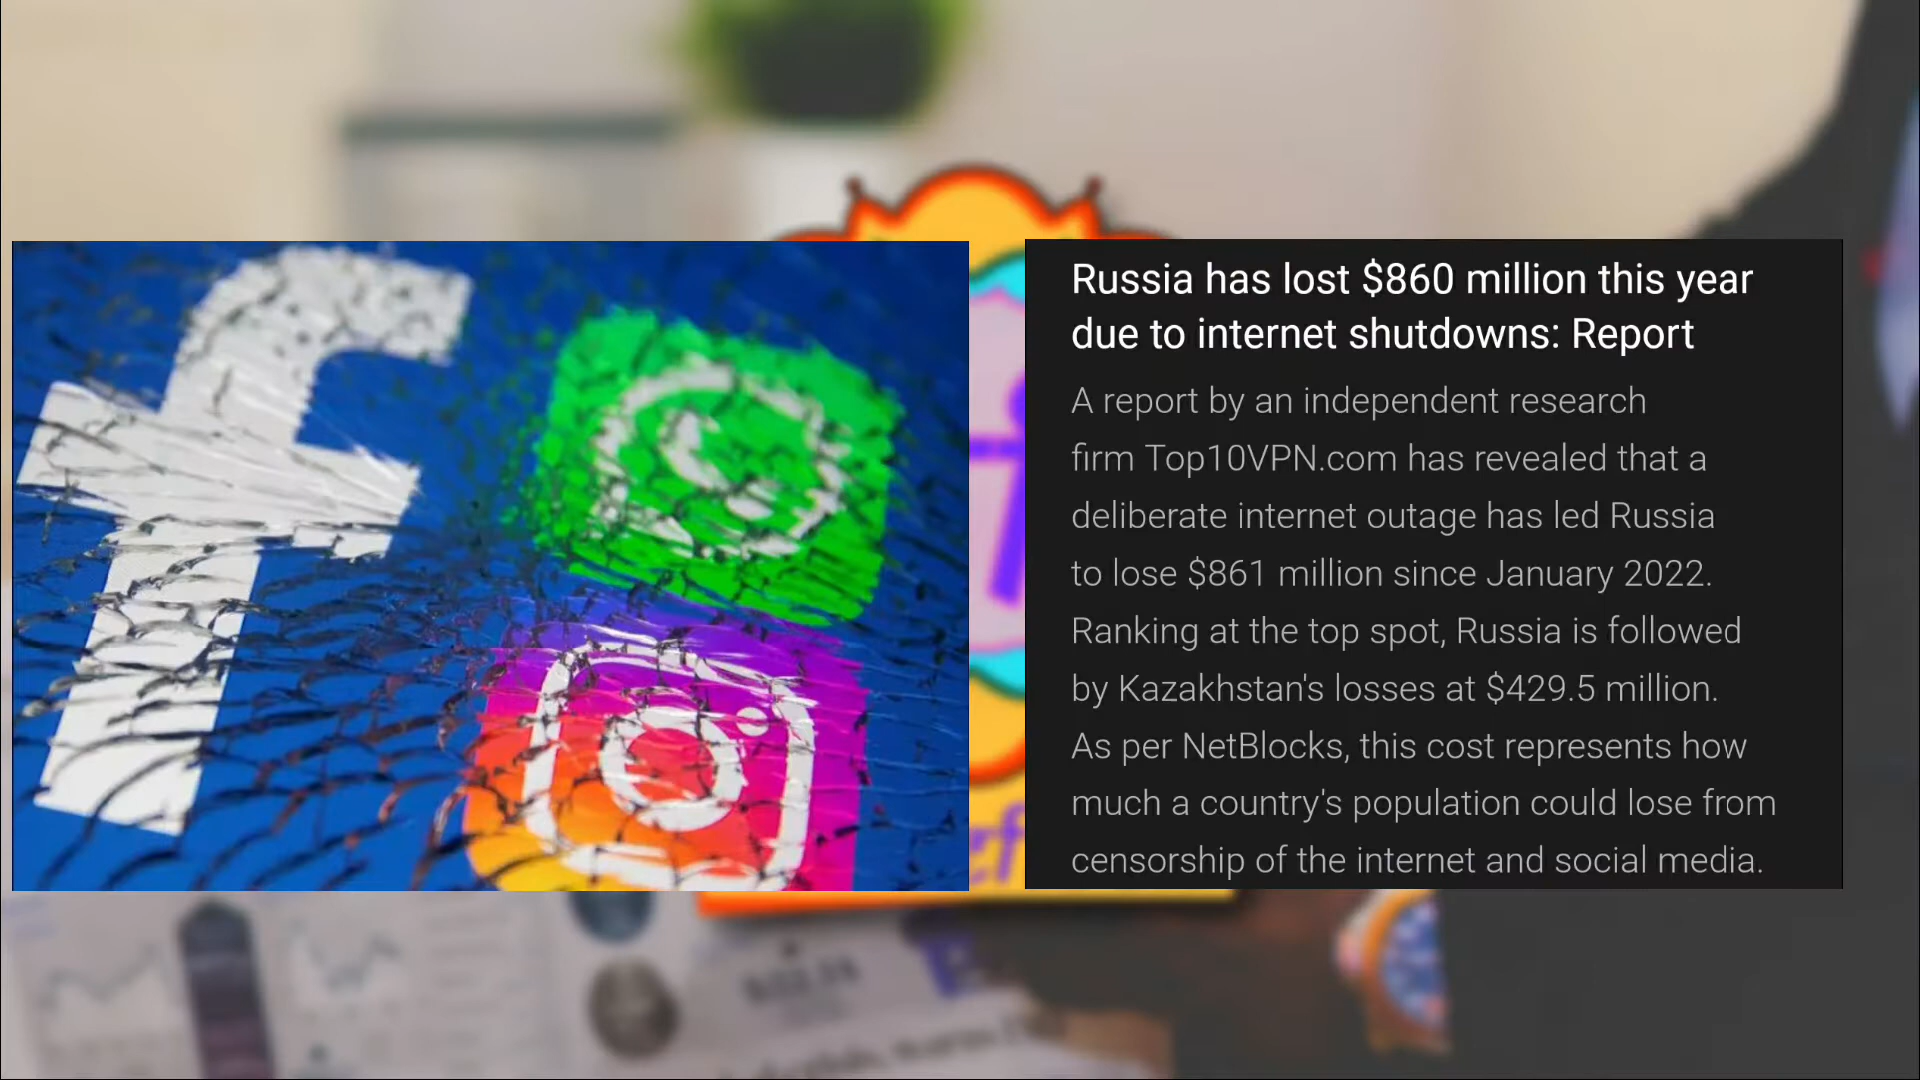 Russia has lost $860 million this year
due to internet shutdowns: Report
A report by an independent research
firm Top10VPN.com has revealed that a
deliberate internet outage has led Russia
to lose $861 million since January 2022.
Ranking at the top spot, Russia is followed
by Kazakhstan's losses at $429.5 million.
As per NetBlocks, this cost represents how
much a country's population could lose from
censorship of the internet and social media.